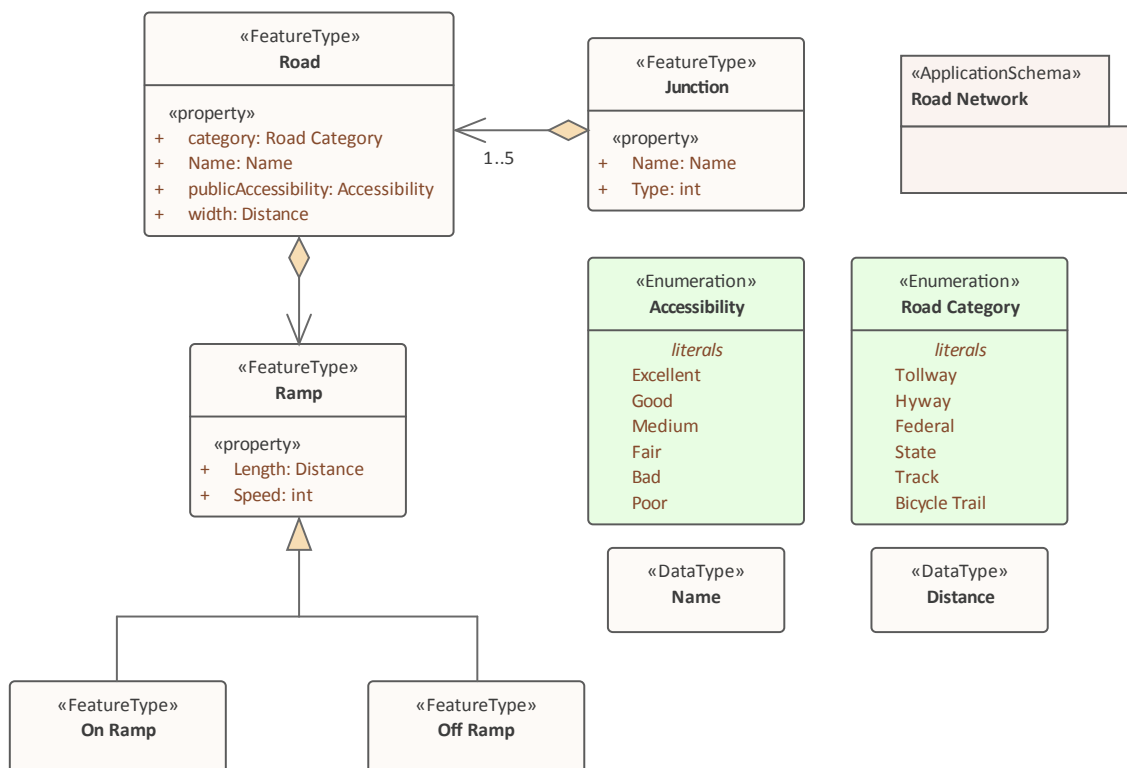 «FeatureType»
Road
«property»
+ category: Road Category
+ Name: Name
+ publicAccessibility: Accessibility
+ width: Distance
1..5
«FeatureType»
Junction
«property»
+ Name: Name
+ Type: int
«ApplicationSchema»
Road Network
«FeatureType»
Ramp
«property»
+ Length: Distance
+ Speed: int
«Enumeration»
Accessibility
literals
Excellent
Good
Medium
Fair
Bad
Poor
«Enumeration»
Road Category
literals
Tollway
Hyway
Federal
State
Track
Bicycle Trail
«DataType»
Name
«DataType»
Distance
«FeatureType»
On Ramp
«FeatureType»
Off Ramp